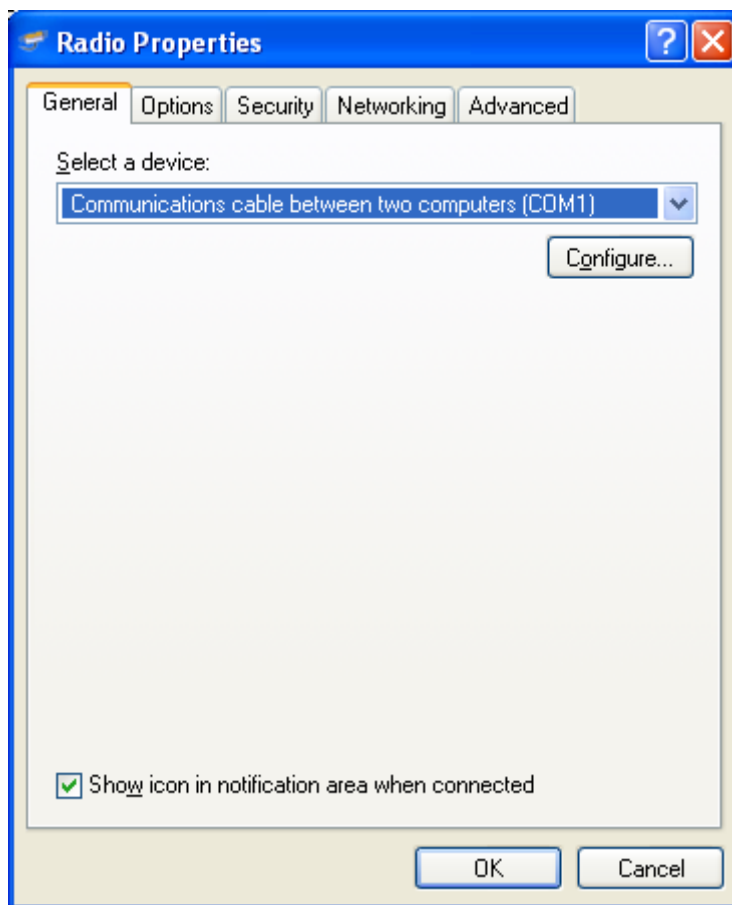 Radio Properties
General Options Security Networking Advanced
Select a device:
Communications cable between two computers (COM1)
Configure...
Show icon in notification area when connected
OK Cancel